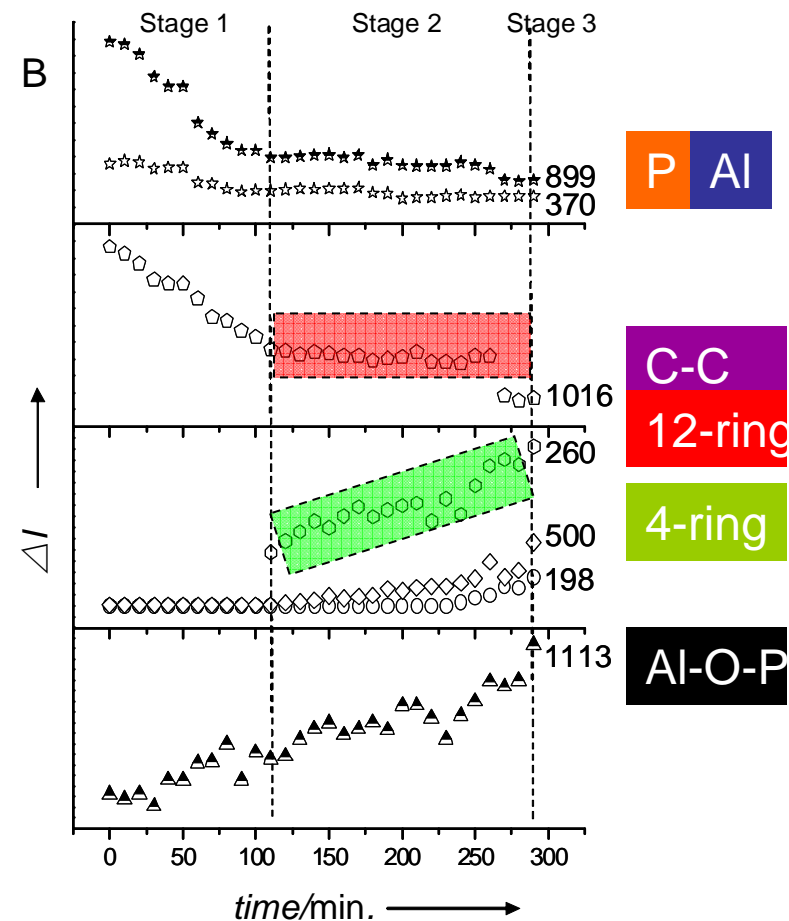 Stage 1 Stage 2 Stage 3
B
899
370
P Al
1016
C-C
12-ring
260
500
198
4-ring
ΔI
1113
Al-O-P
0 50 100 150 200 250 300
time/min.